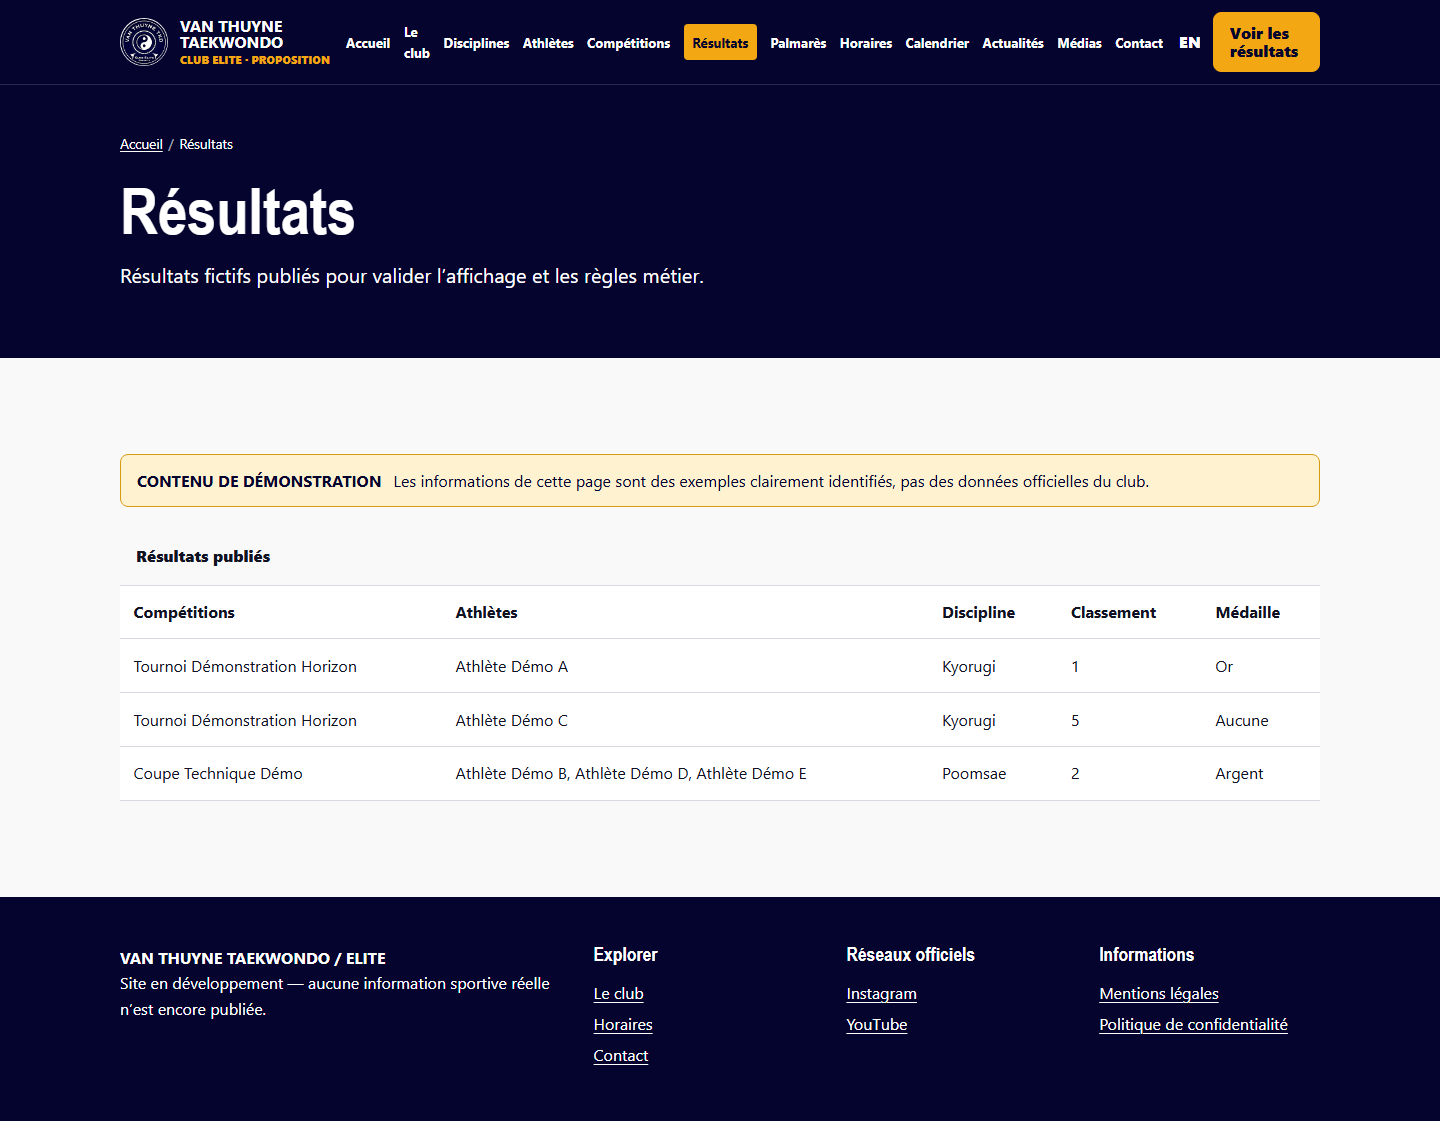 VAN THUYNE
TAEKWONDO
CLUB ELITE · PROPOSITION
Accueil
Le
club
Disciplines
Athlètes
Compétitions
Résultats
Palmarès
Horaires
Calendrier
Actualités
Médias
Contact
EN
Voir les
résultats
Accueil / Résultats
Résultats
Résultats fictifs publiés pour valider l’affichage et les règles métier.
CONTENU DE DÉMONSTRATION Les informations de cette page sont des exemples clairement identifiés, pas des données officielles du club.
Résultats publiés
Compétitions Athlètes Discipline Classement Médaille
Tournoi Démonstration Horizon Athlète Démo A Kyorugi 1 Or
Tournoi Démonstration Horizon Athlète Démo C Kyorugi 5 Aucune
Coupe Technique Démo Athlète Démo B, Athlète Démo D, Athlète Démo E Poomsae 2 Argent
VAN THUYNE TAEKWONDO / ELITE
Site en développement — aucune information sportive réelle
n’est encore publiée.
Explorer
Le club
Horaires
Contact
Réseaux officiels
Instagram
YouTube
Informations
Mentions légales
Politique de confidentialité